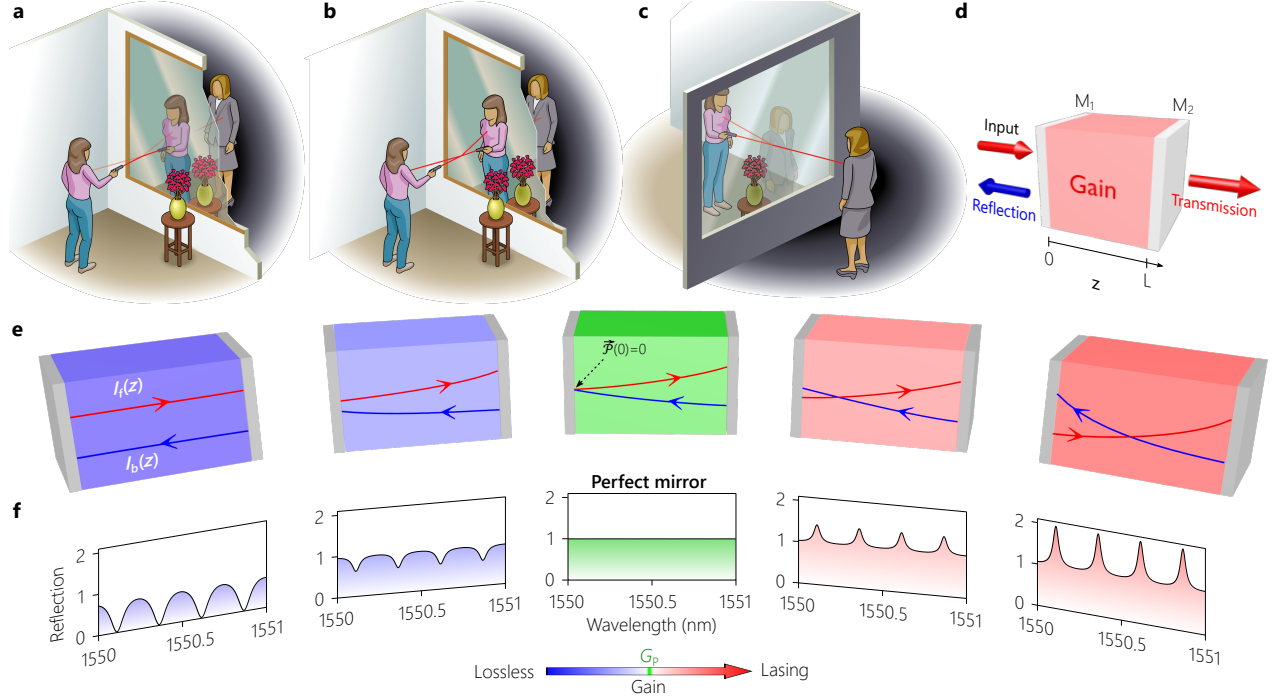 a
b
c
d
M1
M2
Input
Reflection
Gain
Transmission
0
L
z
e
If(z)
Ib(z)
𝒫⃗(0)=0
f
Perfect mirror
Reflection
2
1
0
1550
1550.5
1551
2
1
0
1550
1550.5
1551
2
1
0
1550
1550.5
1551
Wavelength (nm)
2
1
0
1550
1550.5
1551
2
1
0
1550
1550.5
1551
GP
Lossless
Lasing
Gain